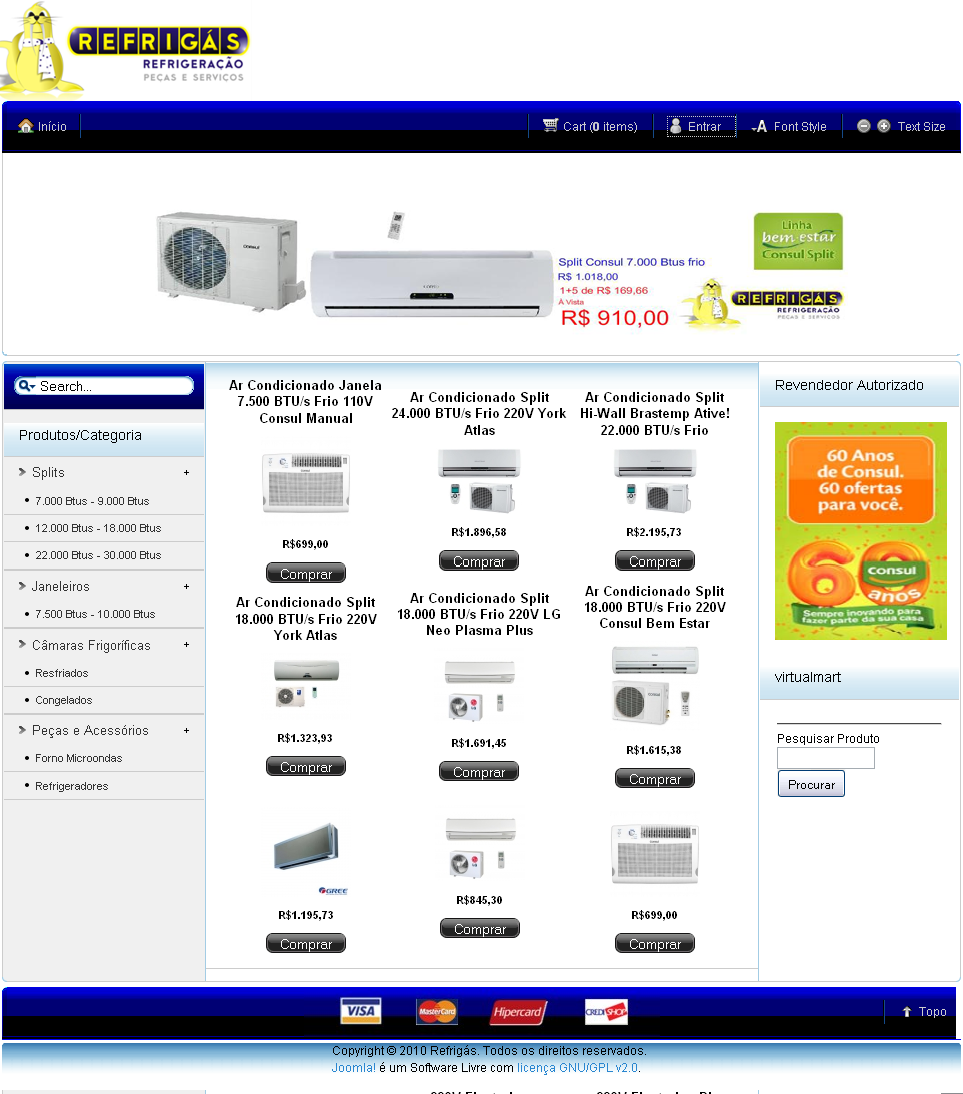 REFRIGÁS
REFRIGERAÇÃO
PEÇAS E SERVIÇOS
Início
Cart (0 items)
Entrar
A Font Style
Text Size
CONSUL
Split Consul 7.000 Btus frio
R$ 1.018,00
1+5 de R$ 169,66
À Vista
R$ 910,00
Linha
bem estar
Consul Split
REFRIGÁS
REFRIGERAÇÃO
PEÇAS E SERVIÇOS
Search...
Produtos/Categoria
Splits +
7.000 Btus - 9.000 Btus
12.000 Btus - 18.000 Btus
22.000 Btus - 30.000 Btus
Janeleiros +
7.500 Btus - 10.000 Btus
Câmaras Frigoríficas +
Resfriados
Congelados
Peças e Acessórios +
Forno Microondas
Refrigeradores
Ar Condicionado Janela
7.500 BTU/s Frio 110V
Consul Manual
R$699,00
Comprar
Ar Condicionado Split
24.000 BTU/s Frio 220V York
Atlas
R$1.896,58
Comprar
Ar Condicionado Split
Hi-Wall Brastemp Ative!
22.000 BTU/s Frio
R$2.195,73
Comprar
Ar Condicionado Split
18.000 BTU/s Frio 220V
York Atlas
R$1.323,93
Comprar
Ar Condicionado Split
18.000 BTU/s Frio 220V LG
Neo Plasma Plus
R$1.691,45
Comprar
Ar Condicionado Split
18.000 BTU/s Frio 220V
Consul Bem Estar
R$1.615,38
Comprar
GREE
R$1.195,73
Comprar
R$845,30
Comprar
R$699,00
Comprar
Revendedor Autorizado
60 Anos
de Consul.
60 ofertas
para você.
60
Consul
anos
Sempre inovando para
fazer parte da sua casa
virtualmart
Pesquisar Produto
Procurar
VISA
MasterCard
Hipercard
CREDISHOP
Topo
Copyright © 2010 Refrigás. Todos os direitos reservados.
Joomla! é um Software Livre com licença GNU/GPL v2.0.